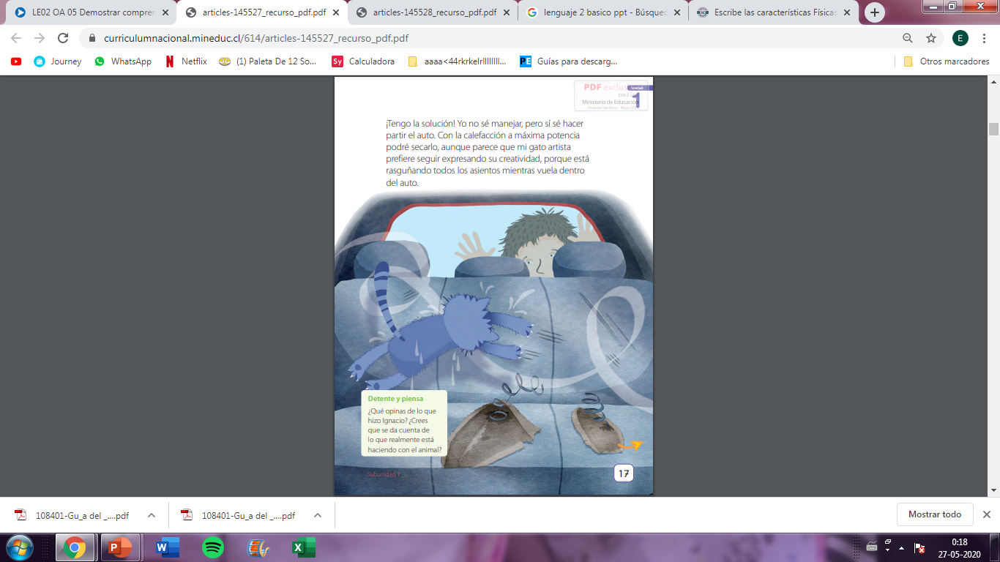 LE02 OA 05 Demostrar compren
articles-145527_recurso_pdf.pdf
articles-145528_recurso_pdf.pdf
lenguaje 2 basico ppt - Búsqued
Escribe las características Físicas
curriculumnacional.mineduc.cl/614/articles-145527_recurso_pdf.pdf
E
Journey
WhatsApp
Netflix
(1) Paleta De 12 So...
Sy
Calculadora
aaaa<44rkrkelrllllllll...
PE
Guías para descarg...
Otros marcadores
PDF exclus
Unidad
para
Ministerio de Educación
1
¡Tengo la solución! Yo no sé manejar, pero sí sé hacer
partir el auto. Con la calefacción a máxima potencia
podré secarlo, aunque parece que mi gato artista
prefiere seguir expresando su creatividad, porque está
rasguñando todos los asientos mientras vuela dentro
del auto.
Detente y piensa
¿Qué opinas de lo que
hizo Ignacio? ¿Crees
que se da cuenta de
lo que realmente está
haciendo con el animal?
Subunidad 1
17
108401-Gu_a del _....pdf
108401-Gu_a del _....pdf
Mostrar todo
0:18
27-05-2020